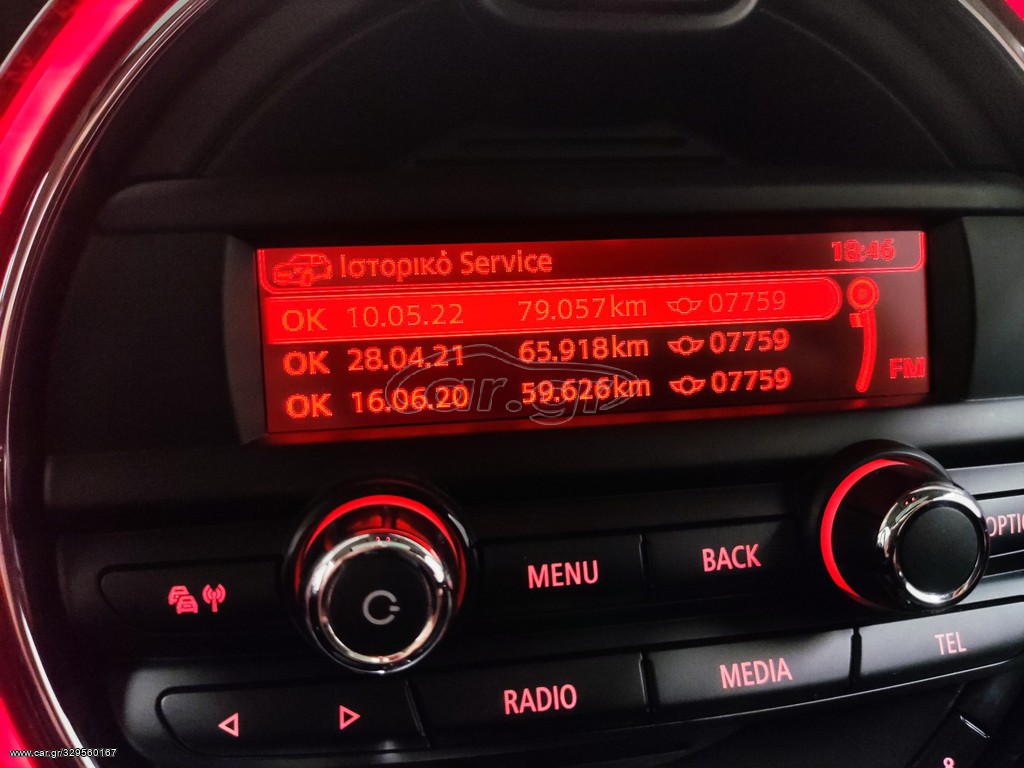 Ιστορικό Service 18:46
OK 10.05.22 79.057km 07759
OK 28.04.21 65.918km 07759
OK 16.06.20 59.626km 07759
FM
car.gr
MENU
BACK
OPTIO
RADIO
MEDIA
TEL
www.car.gr/329560167